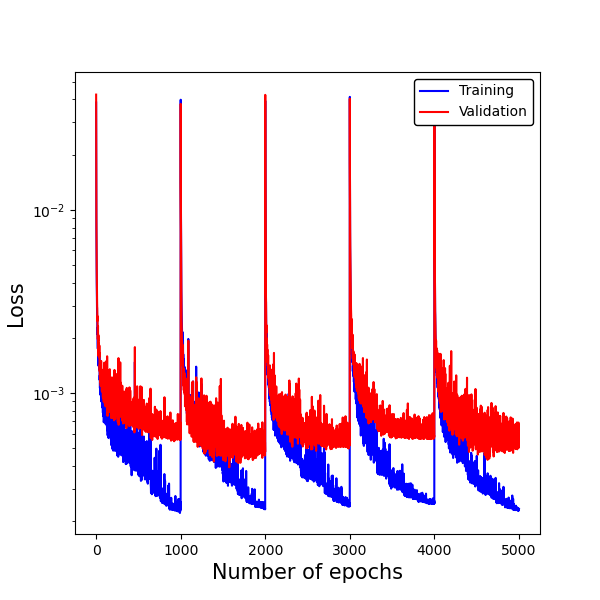 Training
Validation
Loss
10⁻²
10⁻³
0 1000 2000 3000 4000 5000
Number of epochs